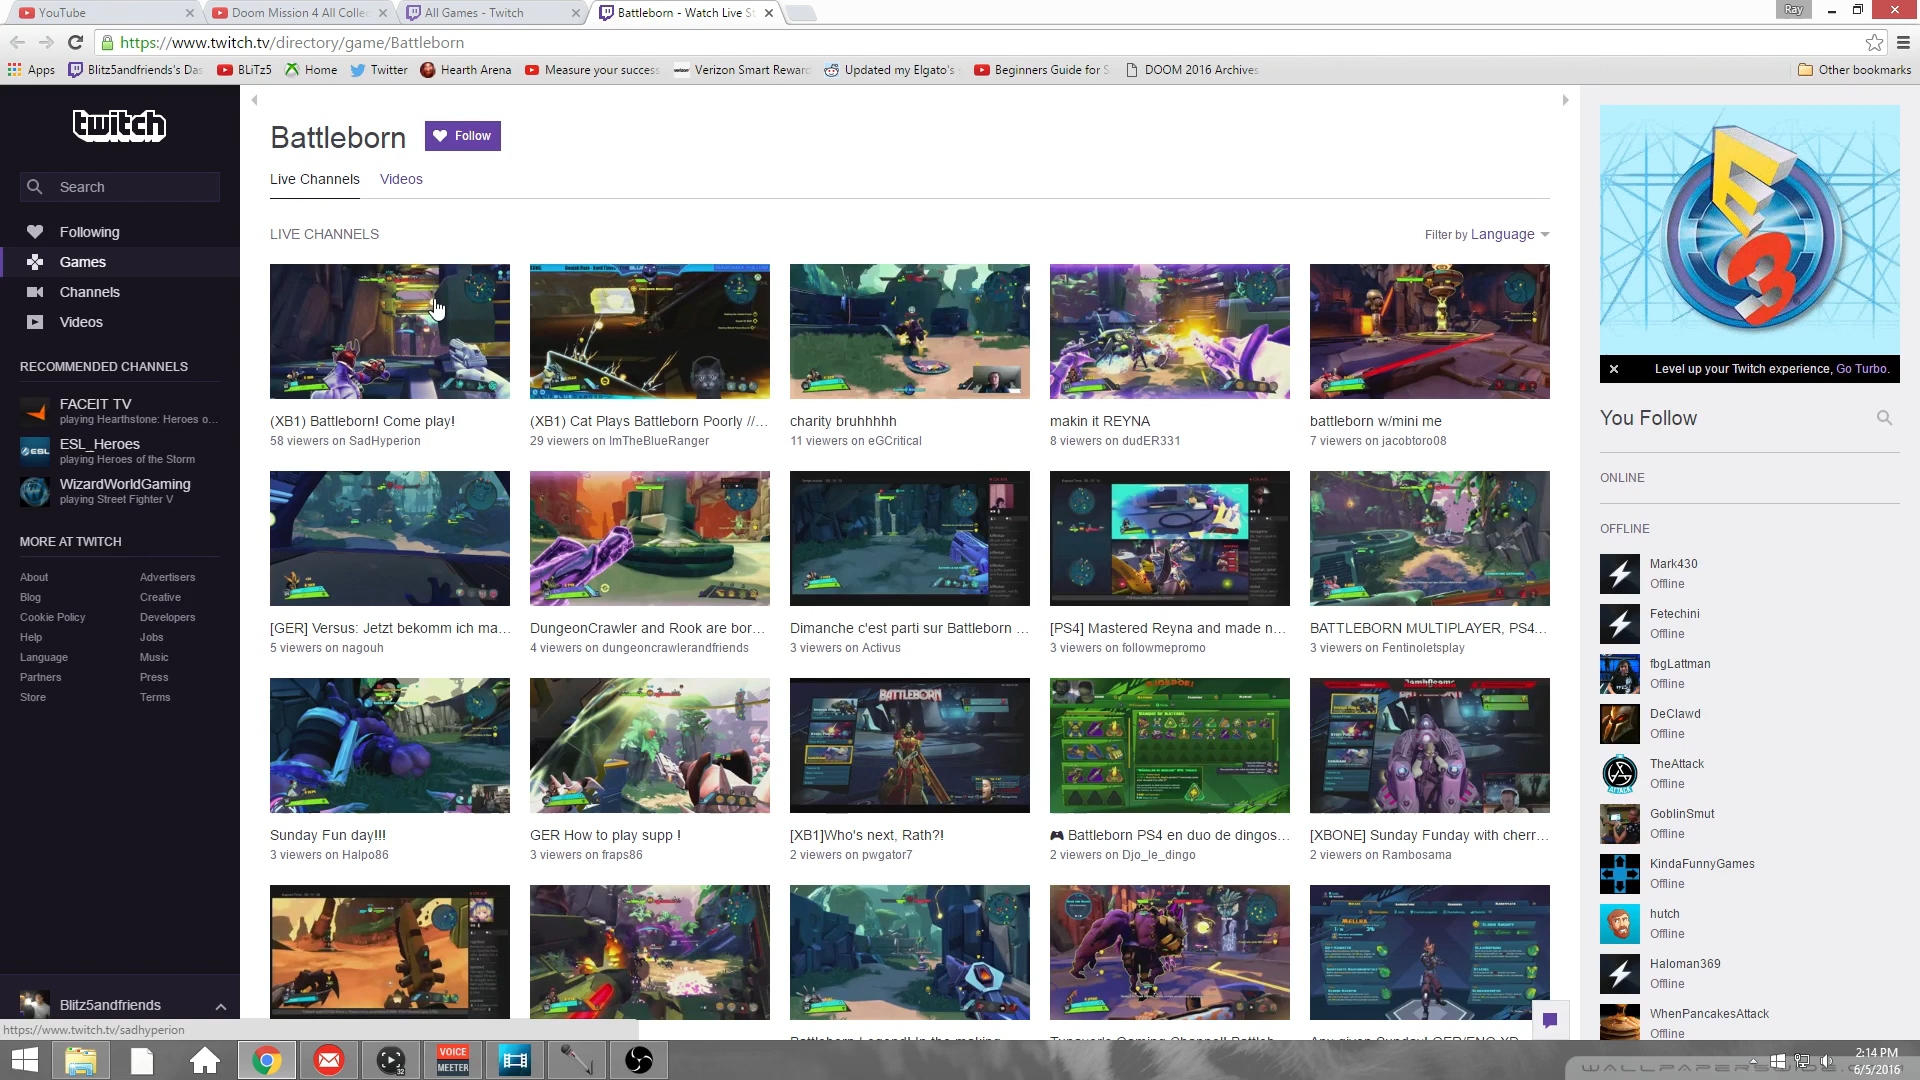 YouTube
Doom Mission 4 All Collec
All Games - Twitch
Battleborn - Watch Live St
Ray
https://www.twitch.tv/directory/game/Battleborn
Apps
Blitz5andfriends's Das
BLiTz5
Home
Twitter
Hearth Arena
Measure your success
Verizon Smart Reward
Updated my Elgato's
Beginners Guide for S
DOOM 2016 Archives
Other bookmarks
twitch
Search
Following
Games
Channels
Videos
RECOMMENDED CHANNELS
FACEIT TV
playing Hearthstone: Heroes o...
ESL_Heroes
playing Heroes of the Storm
WizardWorldGaming
playing Street Fighter V
MORE AT TWITCH
About
Advertisers
Blog
Creative
Cookie Policy
Developers
Help
Jobs
Language
Music
Partners
Press
Store
Terms
Blitz5andfriends
https://www.twitch.tv/sadhyperion
Battleborn
Follow
Live Channels
Videos
LIVE CHANNELS
Filter by Language
(XB1) Battleborn! Come play!
58 viewers on SadHyperion
(XB1) Cat Plays Battleborn Poorly //...
29 viewers on ImTheBlueRanger
charity bruhhhhh
11 viewers on eGCritical
makin it REYNA
8 viewers on dudER331
battleborn w/mini me
7 viewers on jacobtoro08
[GER] Versus: Jetzt bekomm ich ma...
5 viewers on nagouh
DungeonCrawler and Rook are bor...
4 viewers on dungeoncrawlerandfriends
Dimanche c'est parti sur Battleborn ...
3 viewers on Activus
[PS4] Mastered Reyna and made n...
3 viewers on followmepromo
BATTLEBORN MULTIPLAYER, PS4...
3 viewers on Fentinoletsplay
BATTLEBORN
Sunday Fun day!!!
3 viewers on Halpo86
GER How to play supp !
3 viewers on fraps86
[XB1]Who's next, Rath?!
2 viewers on pwgator7
Battleborn PS4 en duo de dingos...
2 viewers on Djo_le_dingo
[XBONE] Sunday Funday with cherr...
2 viewers on Rambosama
E3
Level up your Twitch experience, Go Turbo.
You Follow
ONLINE
OFFLINE
Mark430
Offline
Fetechini
Offline
fbgLattman
Offline
DeClawd
Offline
TheAttack
Offline
GoblinSmut
Offline
KindaFunnyGames
Offline
hutch
Offline
Haloman369
Offline
WhenPancakesAttack
Offline
VOICE
MEETER
32
2:14 PM
6/5/2016